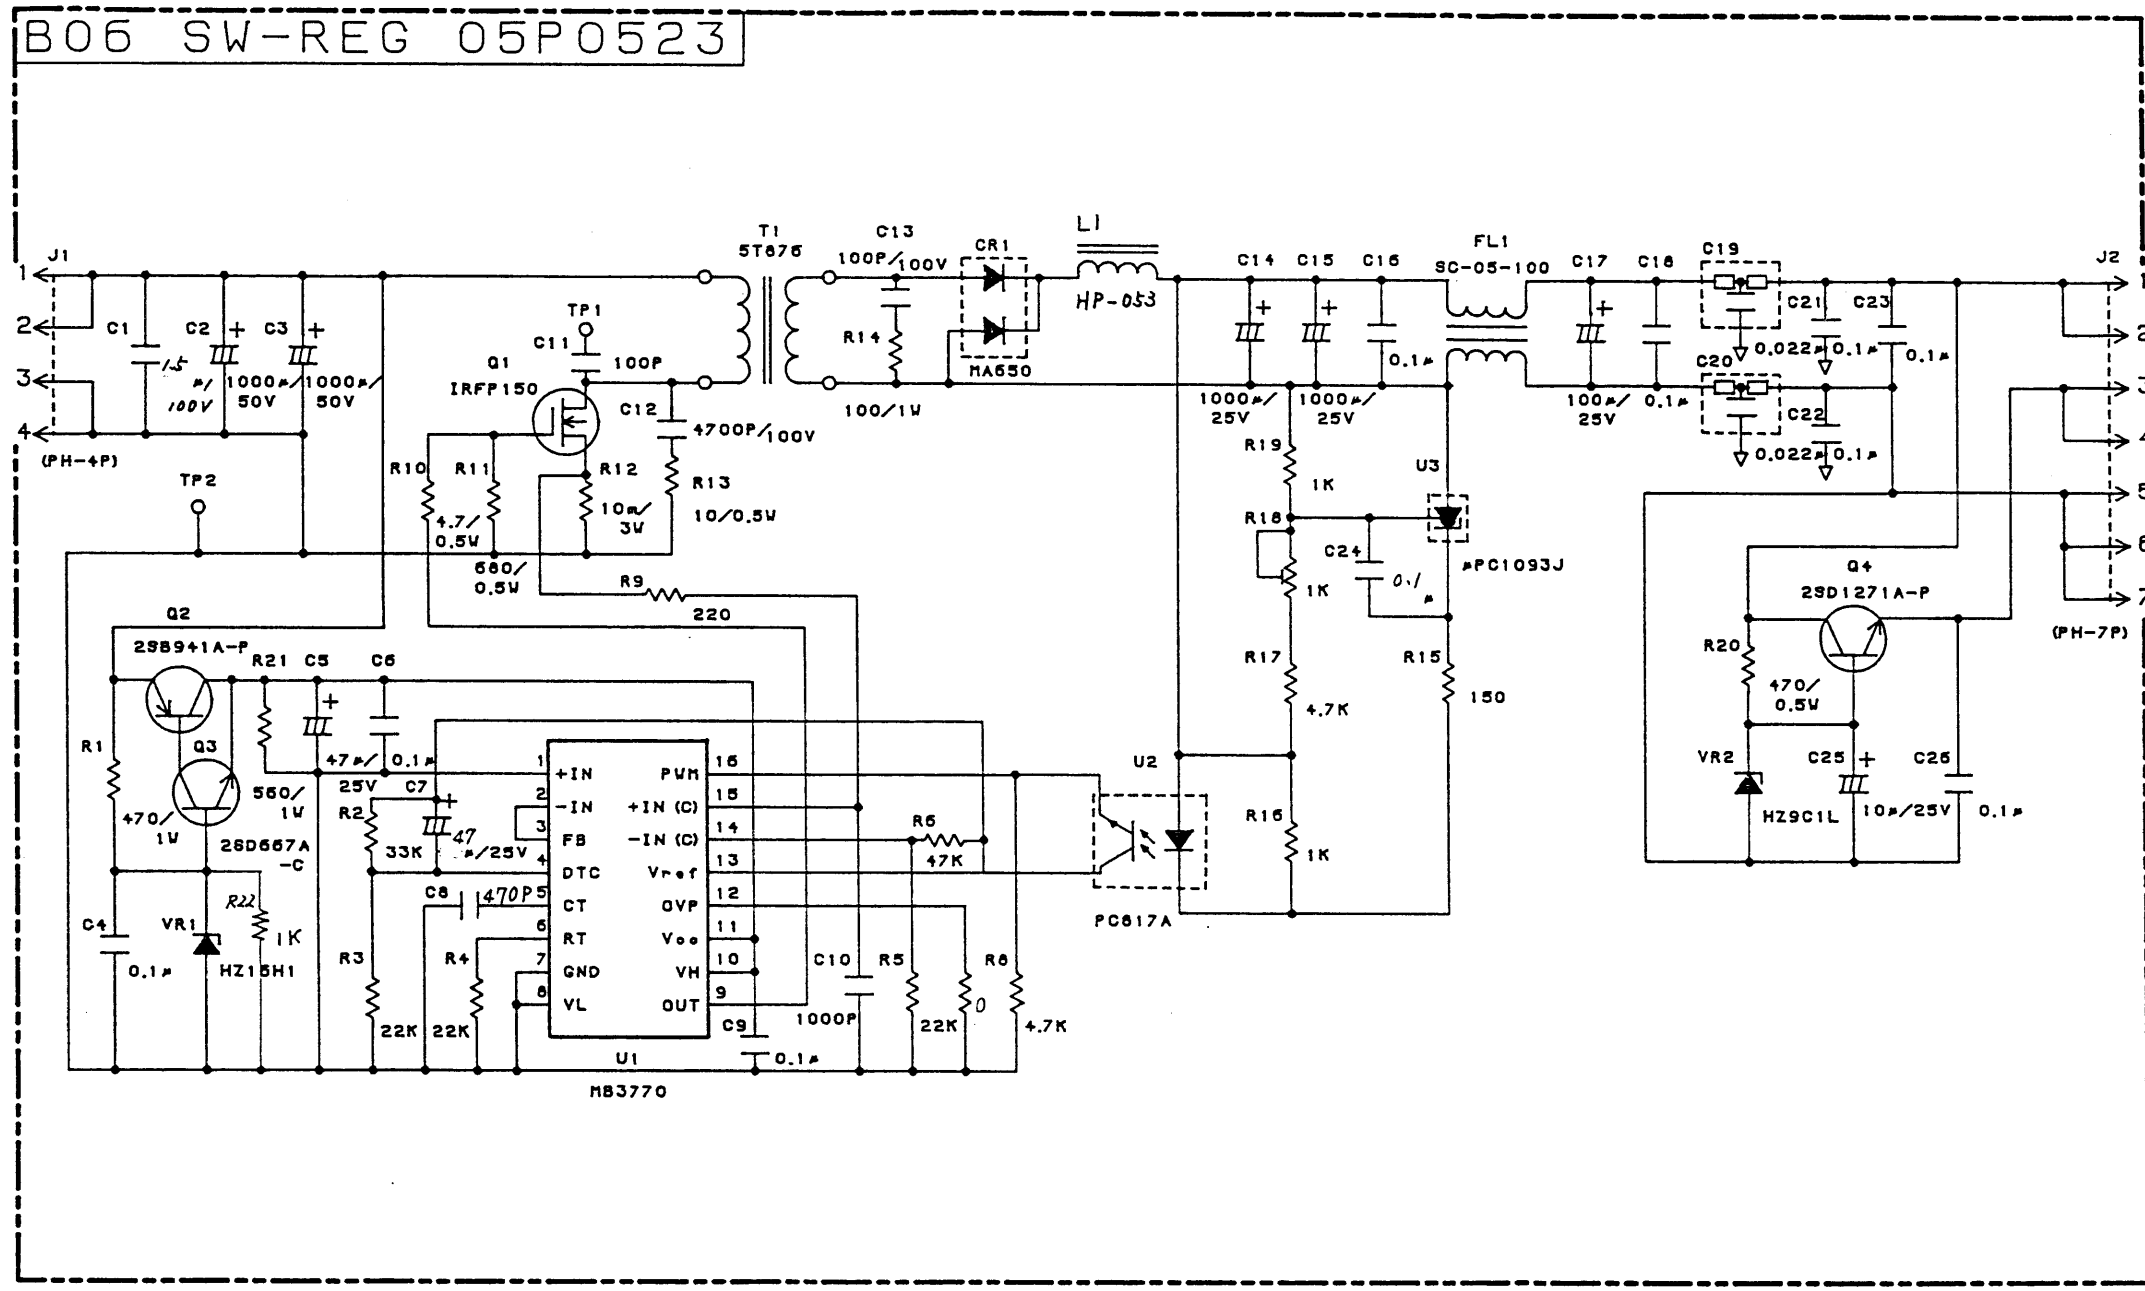 B06 SW-REG 05P0523
J1
1
2
3
4
(PH-4P)
C1
1.5
μ/
100V
C2
+
1000μ/
50V
C3
+
1000μ/
50V
TP2
TP1
C11
100P
Q1
IRFP150
T1
5T876
C12
4700P/100V
R10
4.7/
0.5W
R11
680/
0.5W
R12
10m/
3W
R13
10/0.5W
R9
220
C13
100P/100V
R14
100/1W
CR1
MA650
L1
HP-053
C14
+
1000μ/
25V
C15
+
1000μ/
25V
C16
0.1μ
FL1
SC-05-100
C17
+
100μ/
25V
C18
0.1μ
C19
0.022μ
C20
0.022μ
C21
0.1μ
C22
0.1μ
C23
0.1μ
J2
1
2
3
4
5
6
7
(PH-7P)
R19
1K
R18
1K
C24
0.1
μ
U3
μPC1093J
R17
4.7K
R15
150
R16
1K
U2
PC817A
Q4
2SD1271A-P
R20
470/
0.5W
VR2
HZ9C1L
C25
+
10μ/25V
C26
0.1μ
Q2
2SB941A-P
R21
560/
1W
C5
+
47μ/
25V
C6
0.1μ
R1
470/
1W
Q3
2SD667A
-C
C4
0.1μ
VR1
HZ15H1
R22
1K
C7
+
47
μ/25V
R2
33K
R3
22K
C8
470P
R4
22K
1 +IN
2 -IN
3 FB
4 DTC
5 CT
6 RT
7 GND
8 VL
PWM 16
+IN (C) 15
-IN (C) 14
Vref 13
OVP 12
Vcc 11
VH 10
OUT 9
U1
MB3770
R6
47K
C9
0.1μ
C10
1000P
R5
22K
0
R8
4.7K